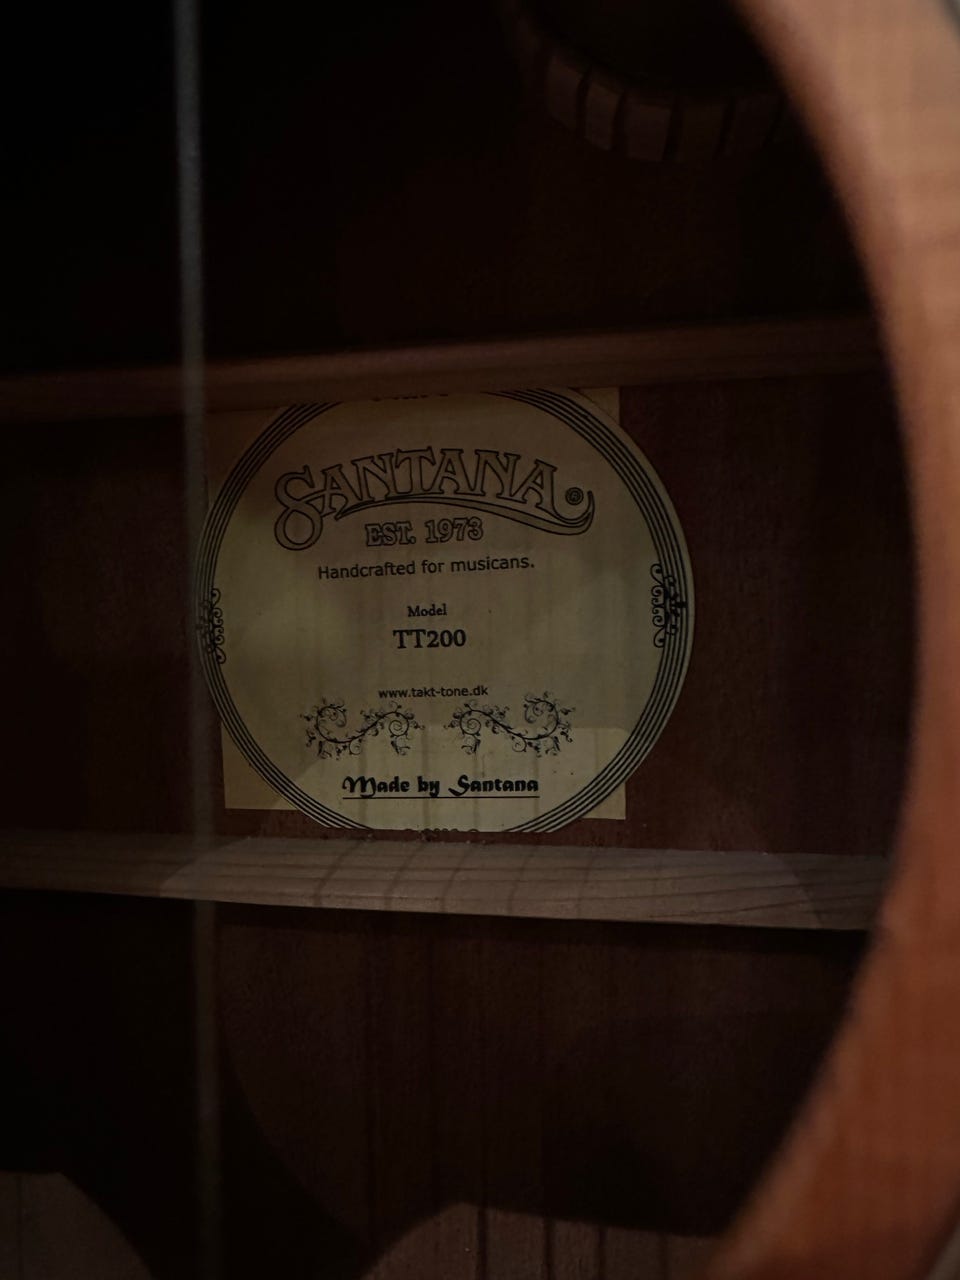 SANTANA®
EST. 1973
Handcrafted for musicans.
Model
TT200
www.takt-tone.dk
Made by Santana